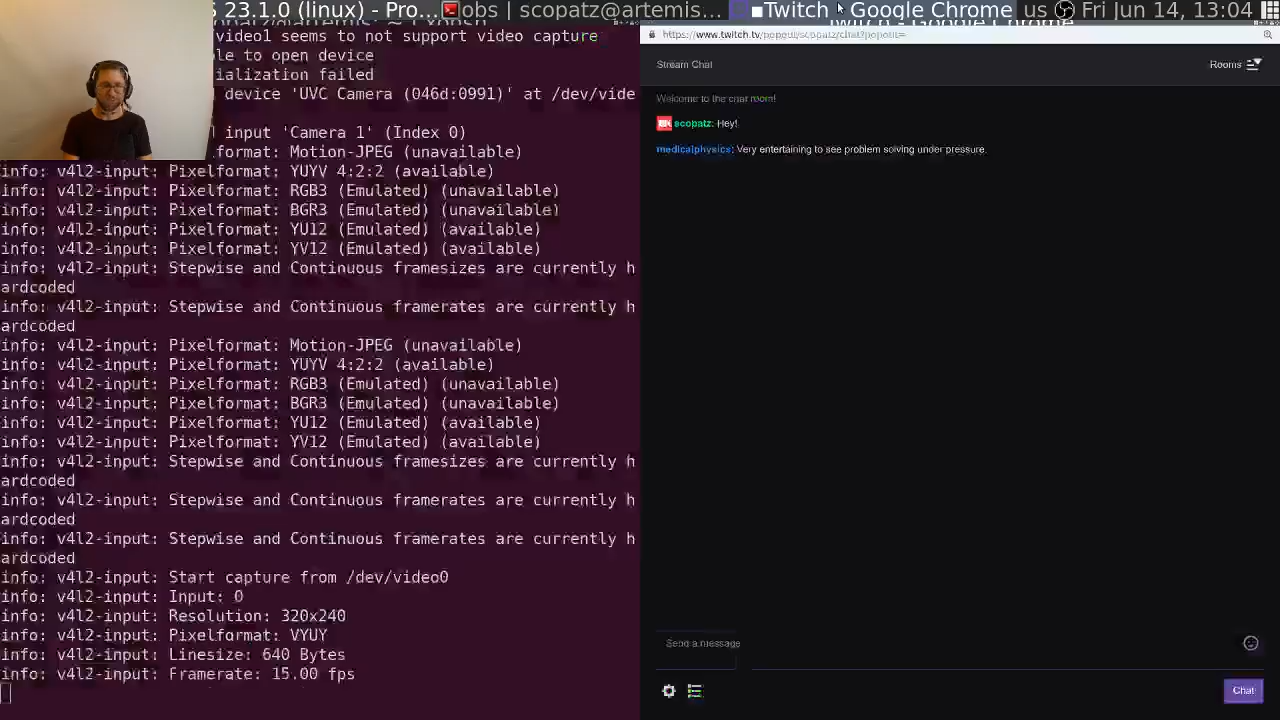 23.1.0 (linux) - Pro...
obs | scopatz@artemis...
Twitch - Google Chrome
us
Fri Jun 14, 13:04
/video1 seems to not support video capture
le to open device
ialization failed
device 'UVC Camera (046d:0991)' at /dev/vide
input 'Camera 1' (Index 0)
ormat: Motion-JPEG (unavailable)
info: v4l2-input: Pixelformat: YUYV 4:2:2 (available)
info: v4l2-input: Pixelformat: RGB3 (Emulated) (unavailable)
info: v4l2-input: Pixelformat: BGR3 (Emulated) (unavailable)
info: v4l2-input: Pixelformat: YU12 (Emulated) (available)
info: v4l2-input: Pixelformat: YV12 (Emulated) (available)
info: v4l2-input: Stepwise and Continuous framesizes are currently h
ardcoded
info: v4l2-input: Stepwise and Continuous framerates are currently h
ardcoded
info: v4l2-input: Pixelformat: Motion-JPEG (unavailable)
info: v4l2-input: Pixelformat: YUYV 4:2:2 (available)
info: v4l2-input: Pixelformat: RGB3 (Emulated) (unavailable)
info: v4l2-input: Pixelformat: BGR3 (Emulated) (unavailable)
info: v4l2-input: Pixelformat: YU12 (Emulated) (available)
info: v4l2-input: Pixelformat: YV12 (Emulated) (available)
info: v4l2-input: Stepwise and Continuous framesizes are currently h
ardcoded
info: v4l2-input: Stepwise and Continuous framerates are currently h
ardcoded
info: v4l2-input: Stepwise and Continuous framerates are currently h
ardcoded
info: v4l2-input: Start capture from /dev/video0
info: v4l2-input: Input: 0
info: v4l2-input: Resolution: 320x240
info: v4l2-input: Pixelformat: VYUY
info: v4l2-input: Linesize: 640 Bytes
info: v4l2-input: Framerate: 15.00 fps
https://www.twitch.tv/popout/scopatz/chat?popout=
Stream Chat
Rooms
Welcome to the chat room!
scopatz: Hey!
medicalphysics: Very entertaining to see problem solving under pressure.
Send a message
Chat